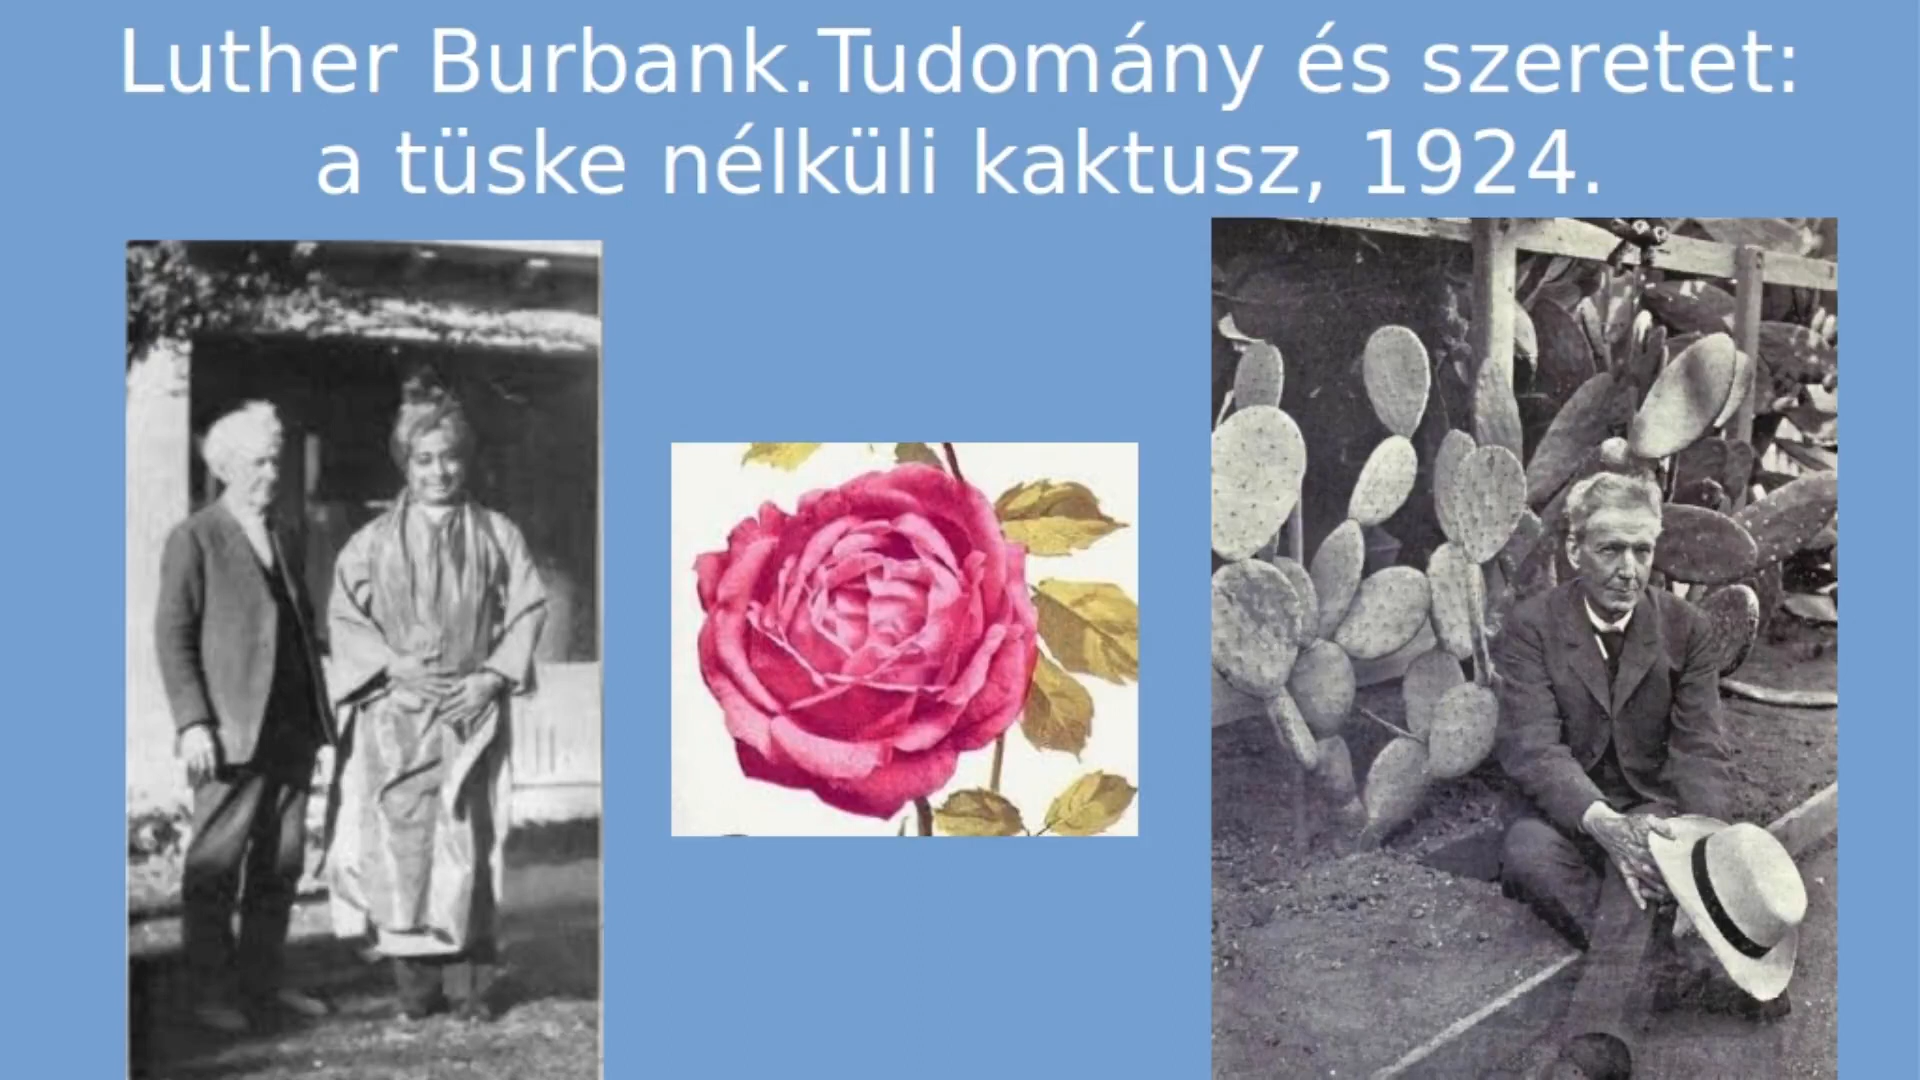 Luther Burbank.Tudomány és szeretet:
a tüske nélküli kaktusz, 1924.